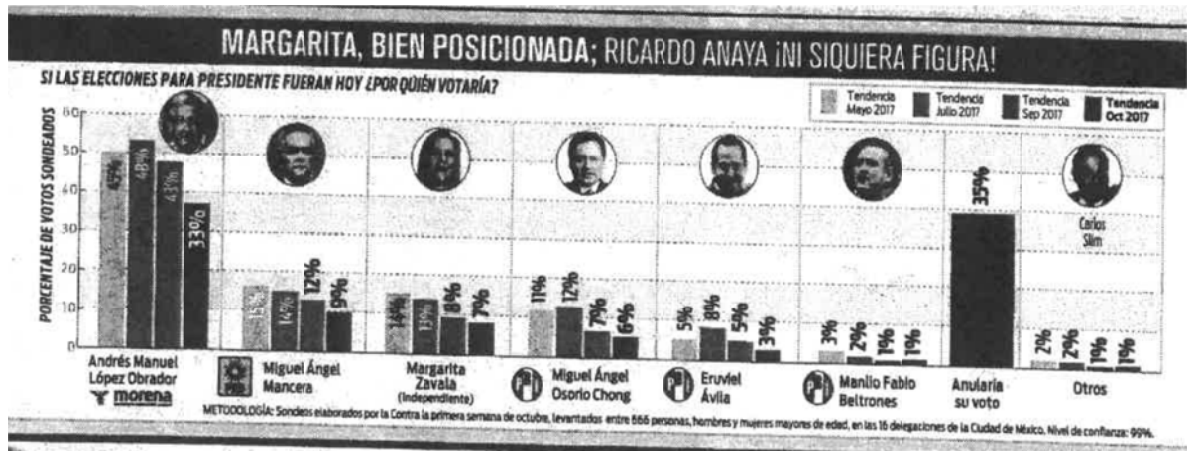 MARGARITA, BIEN POSICIONADA; RICARDO ANAYA ¡NI SIQUIERA FIGURA!
SI LAS ELECCIONES PARA PRESIDENTE FUERAN HOY ¿POR QUIÉN VOTARÍA?
Tendencia Mayo 2017
Tendencia Julio 2017
Tendencia Sep 2017
Tendencia Oct 2017
PORCENTAJE DE VOTOS SONDEADOS
60
50
40
30
20
10
0
45% 48% 43% 33%
15% 14% 12% 9%
14% 13% 8% 7%
11% 12% 7% 6%
5% 8% 5% 3%
3% 2% 1% 1%
35%
Carlos
Slim
2% 2% 1% 1%
Andrés Manuel
López Obrador
morena
PRD
Miguel Ángel
Mancera
Margarita
Zavala
(Independiente)
PRI
Miguel Ángel
Osorio Chong
PRI
Eruviel
Ávila
PRI
Manlio Fabio
Beltrones
Anularía
su voto
Otros
METODOLOGÍA: Sondeos elaborados por la Contra la primera semana de octubre, levantados entre 666 personas, hombres y mujeres mayores de edad, en las 16 delegaciones de la Ciudad de México. Nivel de confianza: 99%.